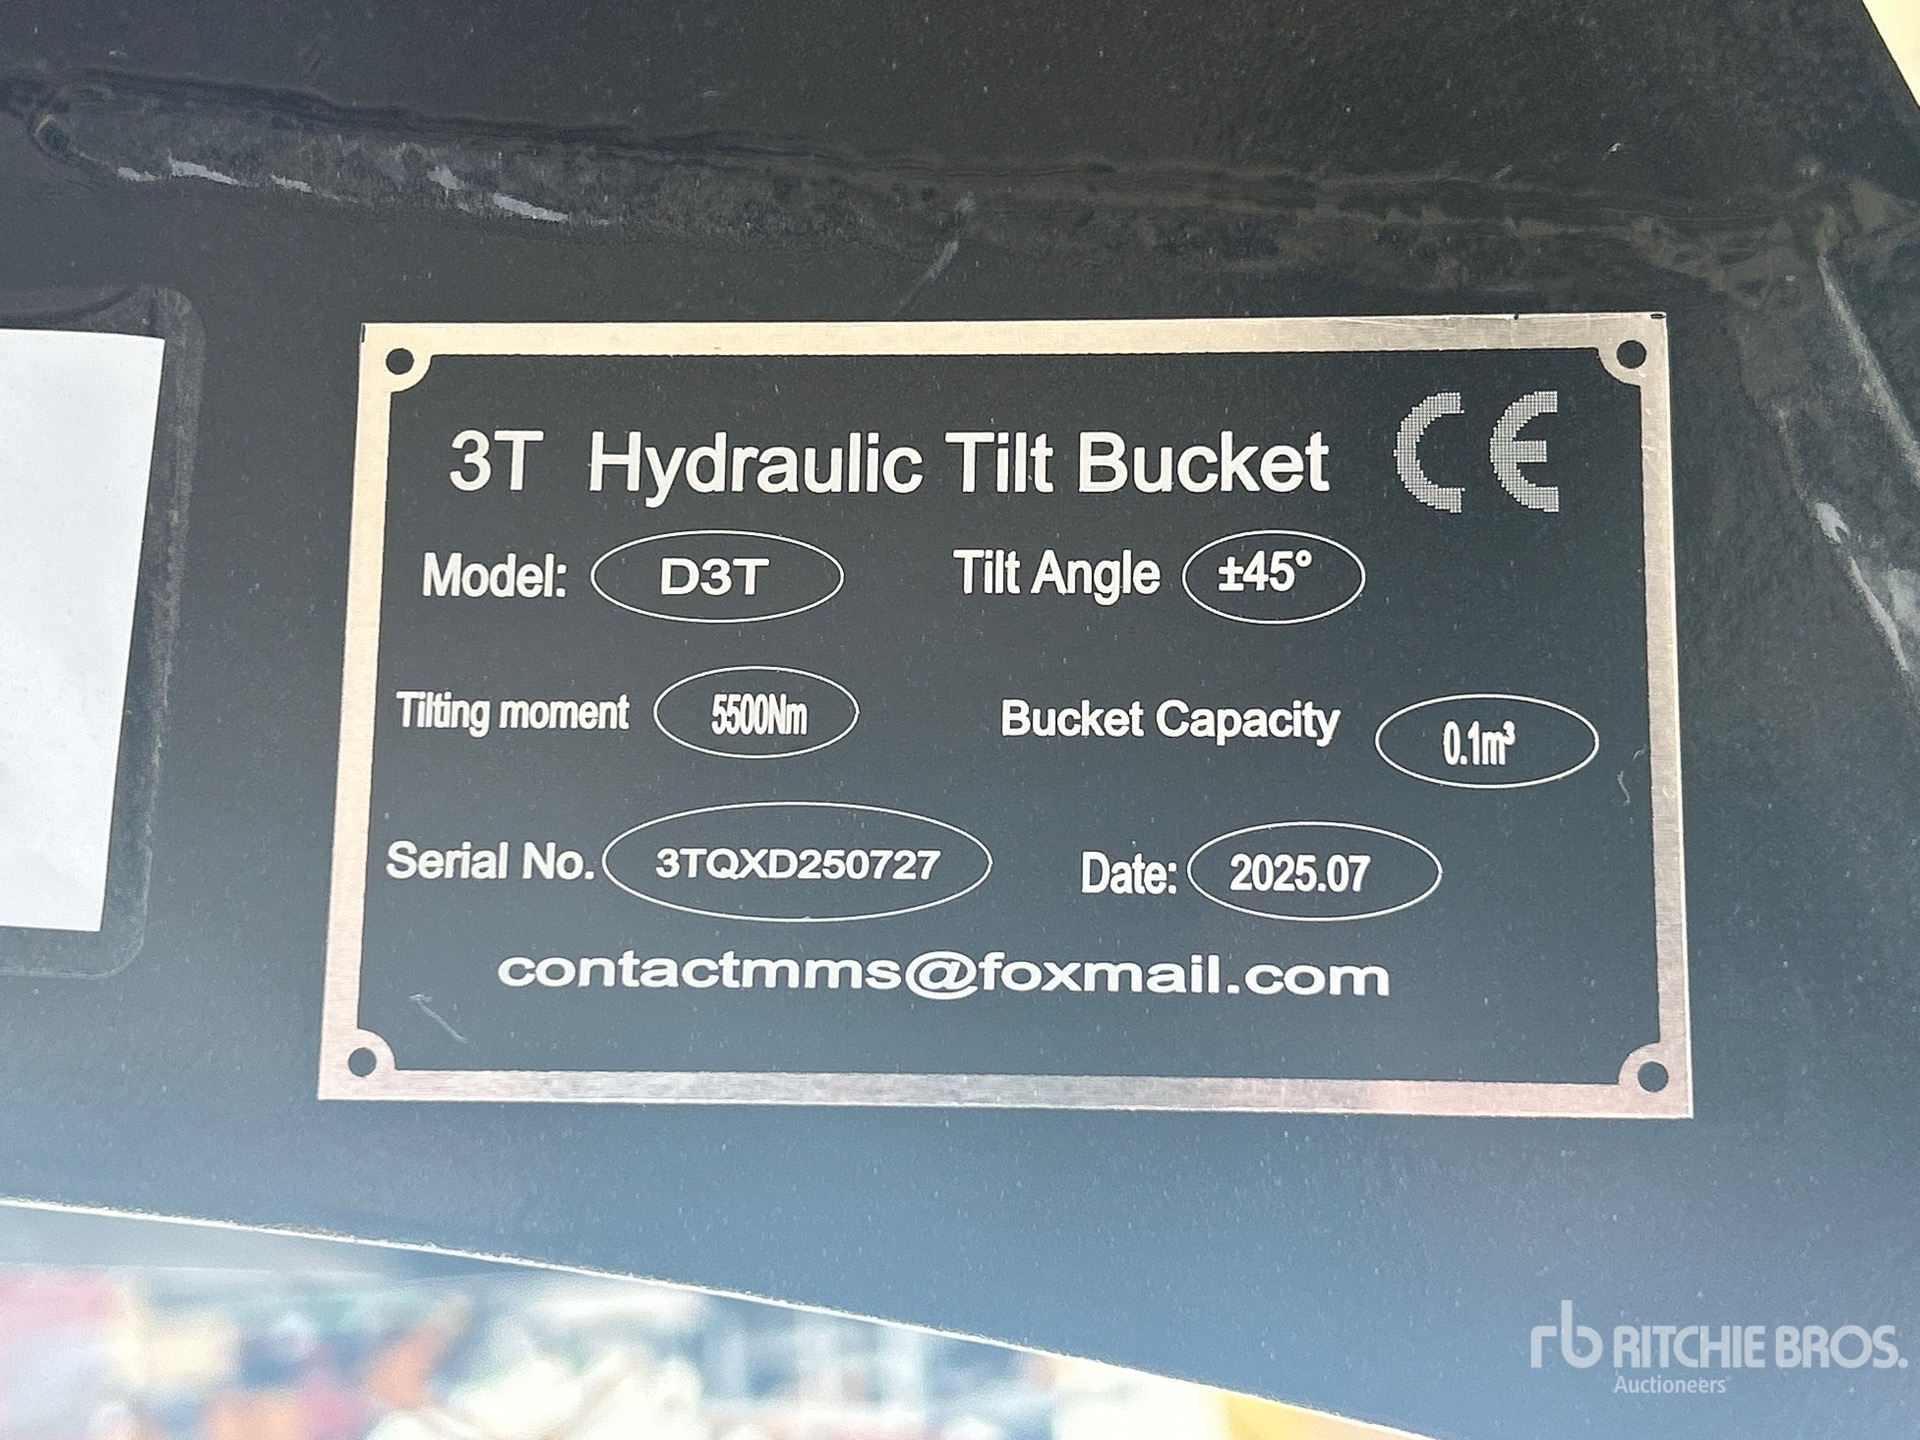 3T Hydraulic Tilt Bucket CE
Model: D3T Tilt Angle ±45°
Tilting moment 5500Nm Bucket Capacity 0.1m³
Serial No. 3TQXD250727 Date: 2025.07
contactmms@foxmail.com
rb RITCHIE BROS.
Auctioneers